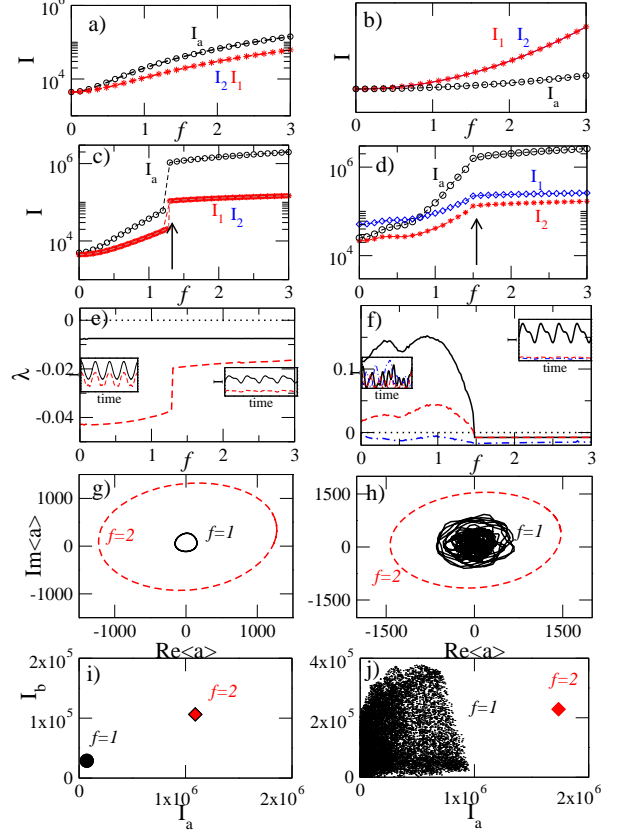 a) b)
I I_a I_2 I_1 10^4 0 1 2 3 f
I I_1 I_2 I_a 0 1 2 3 f
c) d)
I 10^6 10^4 I_a I_1 I_2 0 1 2 3 f
10^6 10^4 I_a I_1 I_2 0 1 2 3 f
e) f)
λ 0 -0.02 -0.04 time I time 0 1 2 3 f
0.1 0 time I time 0 1 2 3 f
g) h)
Im<a> 1000 0 -1000 f=2 f=1 -1000 0 1000 Re<a>
1500 0 -1500 f=1 f=2 -1500 0 1500 Re<a>
i) j)
I_b 2x10^5 1x10^5 0 f=2 f=1 0 1x10^6 2x10^6 I_a
4x10^5 2x10^5 0 f=2 f=1 0 1x10^6 2x10^6 I_a